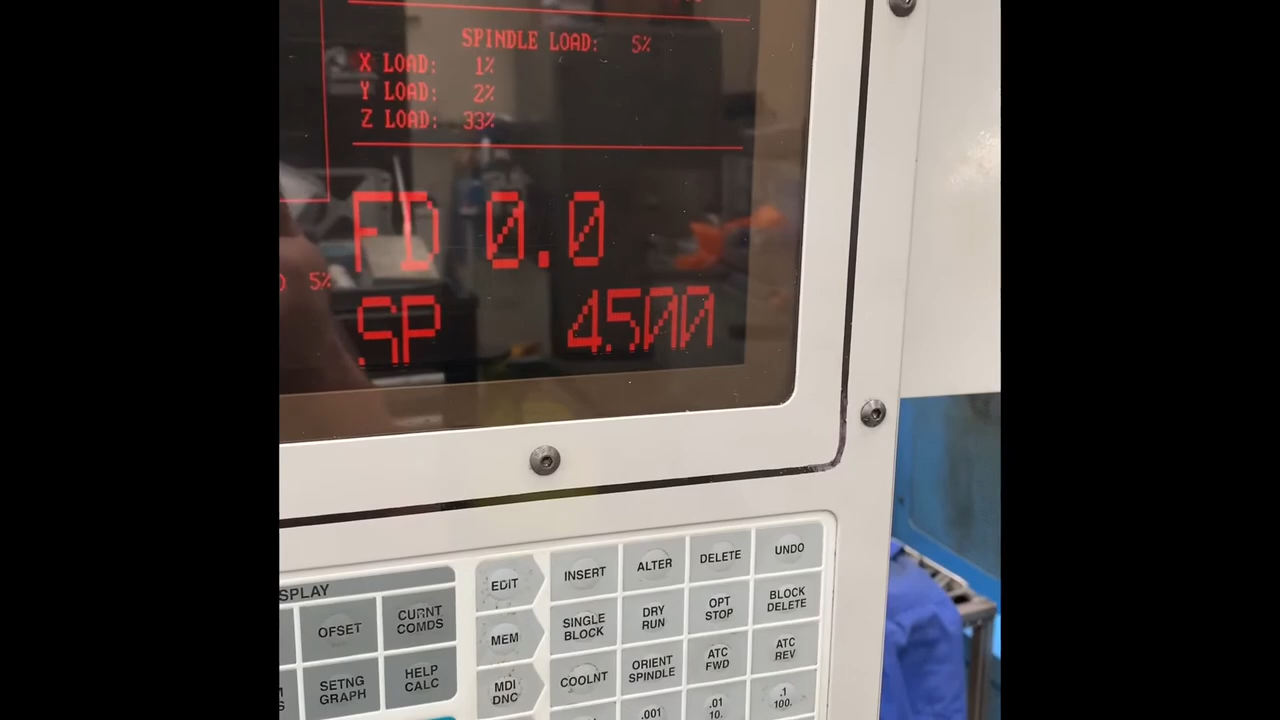 SPINDLE LOAD: 5%
X LOAD: 1%
Y LOAD: 2%
Z LOAD: 33%
FD 0.0
5%
SP 4500
SPLAY
EDIT INSERT ALTER DELETE UNDO
OFSET CURNT COMDS
MEM SINGLE BLOCK DRY RUN OPT STOP BLOCK DELETE
SETNG GRAPH HELP CALC
MDI DNC COOLNT ORIENT SPINDLE ATC FWD ATC REV
.001 .01 10. .1 100.